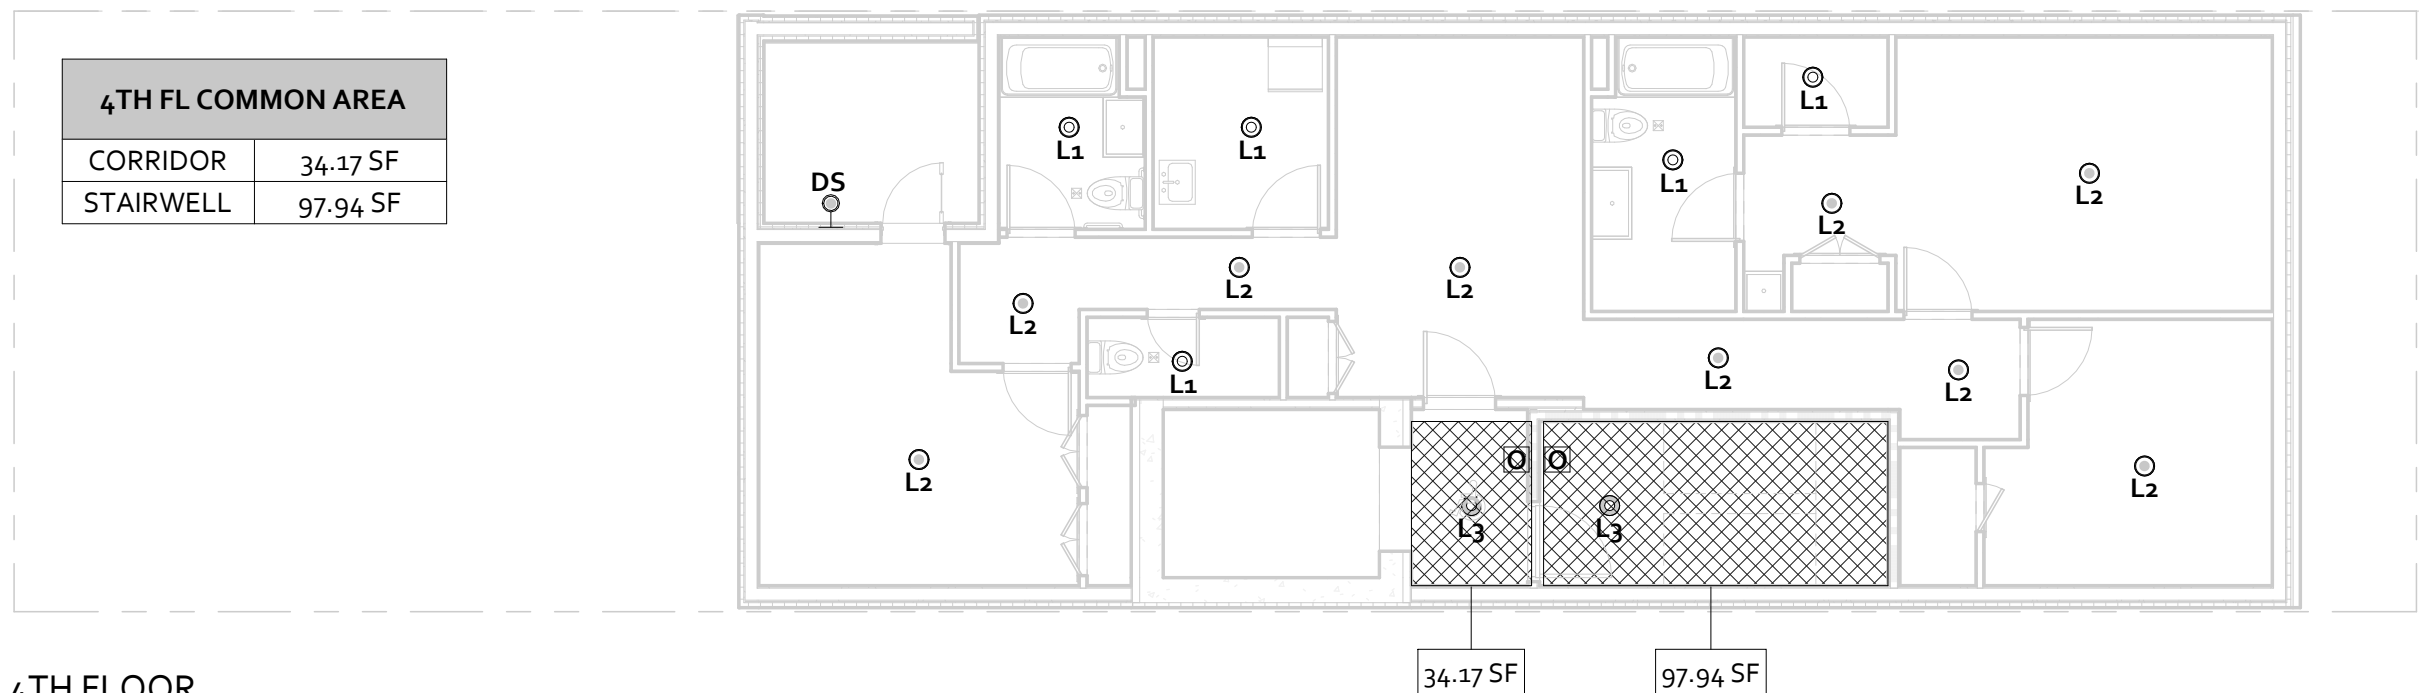 4TH FL COMMON AREA
CORRIDOR 34.17 SF
STAIRWELL 97.94 SF
DS
L1
L1
L1
L1
L2
L2
L2
L2
L2
L1
L2
L2
L2
L2
O
O
L3
L3
34.17 SF
97.94 SF
4TH FLOOR